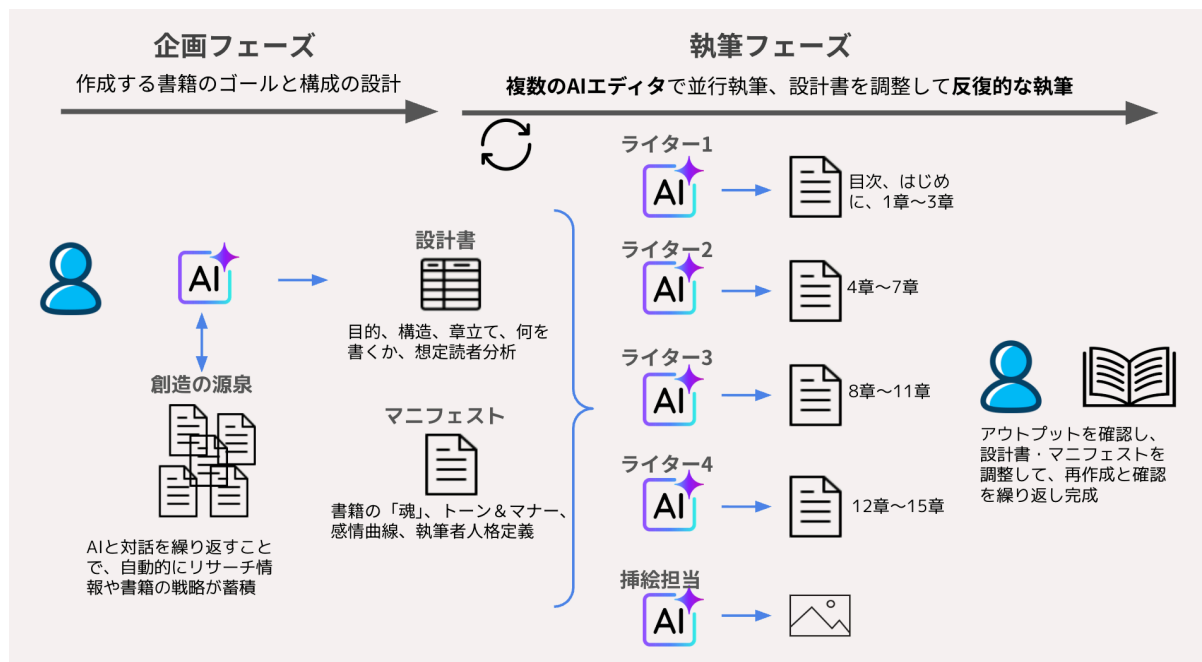 企画フェーズ
作成する書籍のゴールと構成の設計
AI
創造の源泉
AIと対話を繰り返すこと
で、自動的にリサーチ情
報や書籍の戦略が蓄積
設計書
目的、構造、章立て、何を
書くか、想定読者分析
マニフェスト
書籍の「魂」、トーン＆マナー、
感情曲線、執筆者人格定義
執筆フェーズ
複数のAIエディタで並行執筆、設計書を調整して反復的な執筆
ライター1
AI
目次、はじめ
に、1章〜3章
ライター2
AI
4章〜7章
ライター3
AI
8章〜11章
ライター4
AI
12章〜15章
挿絵担当
AI
アウトプットを確認し、
設計書・マニフェストを
調整して、再作成と確認
を繰り返し完成